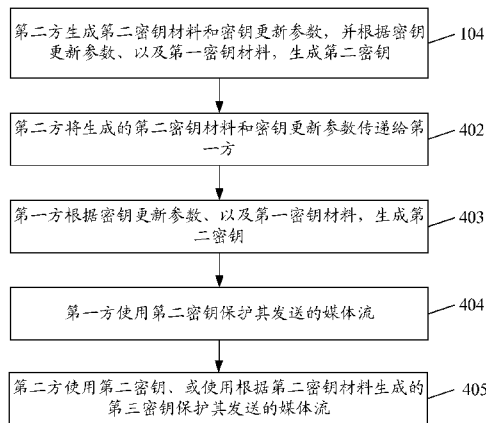 第二方生成第二密钥材料和密钥更新参数，并根据密钥
更新参数、以及第一密钥材料，生成第二密钥
104
第二方将生成的第二密钥材料和密钥更新参数传递给第
一方
402
第一方根据密钥更新参数、以及第一密钥材料，生成第
二密钥
403
第一方使用第二密钥保护其发送的媒体流
404
第二方使用第二密钥、或使用根据第二密钥材料生成的
第三密钥保护其发送的媒体流
405